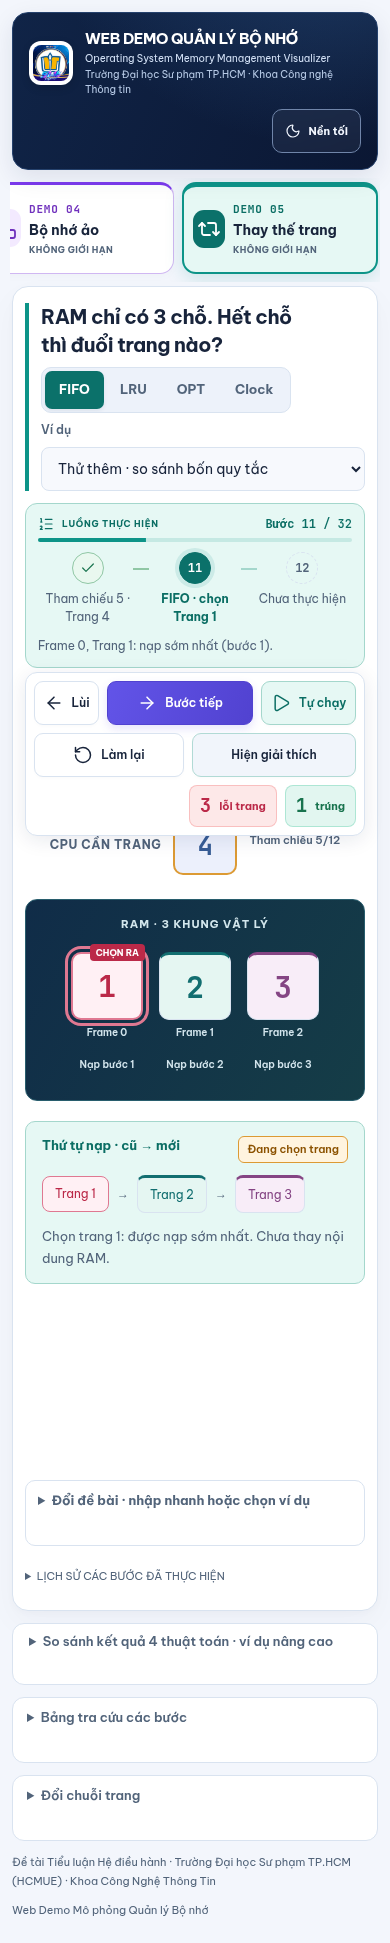 WEB DEMO QUẢN LÝ BỘ NHỚ
Operating System Memory Management Visualizer
Trường Đại học Sư phạm TP.HCM · Khoa Công nghệ
Thông tin
Nền tối
DEMO 04
Bộ nhớ ảo
KHÔNG GIỚI HẠN
DEMO 05
Thay thế trang
KHÔNG GIỚI HẠN
RAM chỉ có 3 chỗ. Hết chỗ
thì đuổi trang nào?
FIFO LRU OPT Clock
Ví dụ
Thử thêm · so sánh bốn quy tắc
LUỒNG THỰC HIỆN
Bước 11 / 32
11
12
Tham chiếu 5 ·
Trang 4
FIFO · chọn
Trang 1
Chưa thực hiện
Frame 0, Trang 1: nạp sớm nhất (bước 1).
Lùi
Bước tiếp
Tự chạy
Làm lại
Hiện giải thích
3 lỗi trang
1 trúng
CPU CẦN TRANG
4
Tham chiếu 5/12
RAM · 3 KHUNG VẬT LÝ
CHỌN RA
1 2 3
Frame 0 Frame 1 Frame 2
Nạp bước 1 Nạp bước 2 Nạp bước 3
Thứ tự nạp · cũ → mới
Đang chọn trang
Trang 1 → Trang 2 → Trang 3
Chọn trang 1: được nạp sớm nhất. Chưa thay nội
dung RAM.
Đổi đề bài · nhập nhanh hoặc chọn ví dụ
LỊCH SỬ CÁC BƯỚC ĐÃ THỰC HIỆN
So sánh kết quả 4 thuật toán · ví dụ nâng cao
Bảng tra cứu các bước
Đổi chuỗi trang
Đề tài Tiểu luận Hệ điều hành · Trường Đại học Sư phạm TP.HCM
(HCMUE) · Khoa Công Nghệ Thông Tin
Web Demo Mô phỏng Quản lý Bộ nhớ